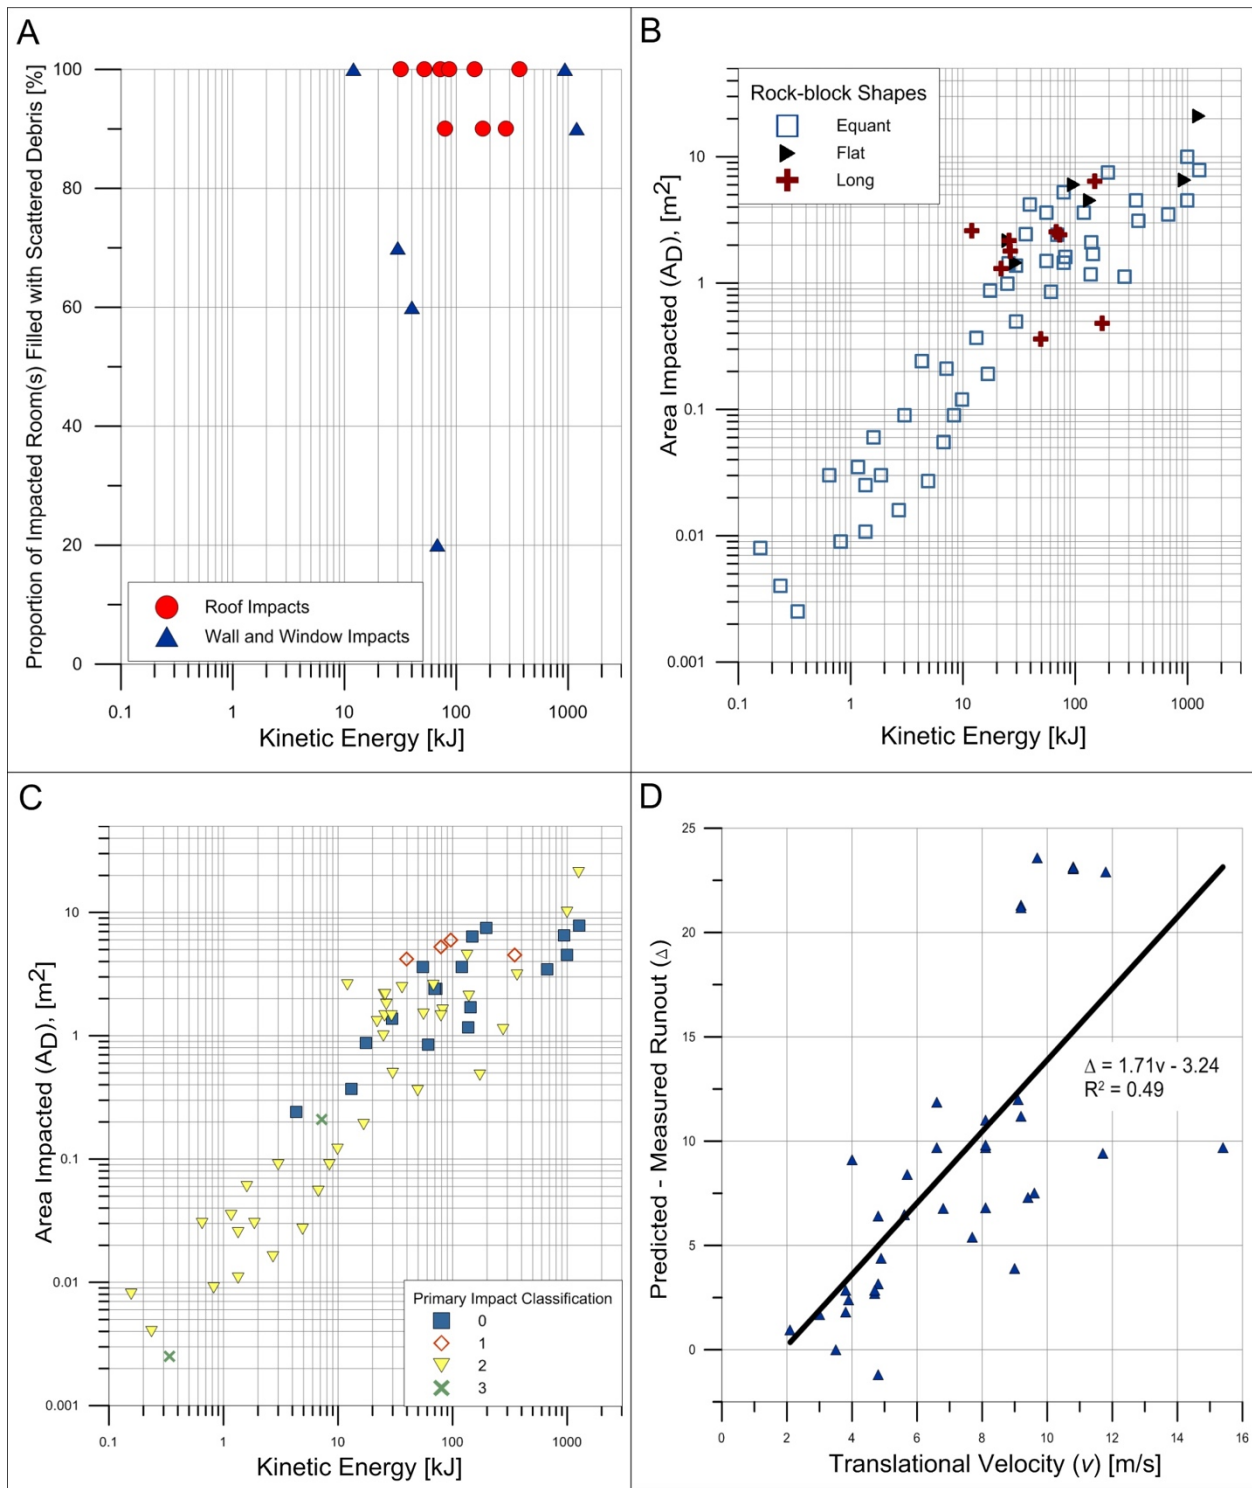 A
Proportion of Impacted Room(s) Filled with Scattered Debris [%]
100
80
60
40
20
0
Roof Impacts
Wall and Window Impacts
0.1 1 10 100 1000
Kinetic Energy [kJ]
B
Area Impacted (AD), [m2]
Rock-block Shapes
Equant
Flat
Long
10
1
0.1
0.01
0.001
0.1 1 10 100 1000
Kinetic Energy [kJ]
C
Area Impacted (AD), [m2]
10
1
0.1
0.01
0.001
Primary Impact Classification
0
1
2
3
0.1 1 10 100 1000
Kinetic Energy [kJ]
D
Predicted - Measured Runout (Δ)
25
20
15
10
5
0
Δ = 1.71v - 3.24
R2 = 0.49
0 2 4 6 8 10 12 14 16
Translational Velocity (v) [m/s]